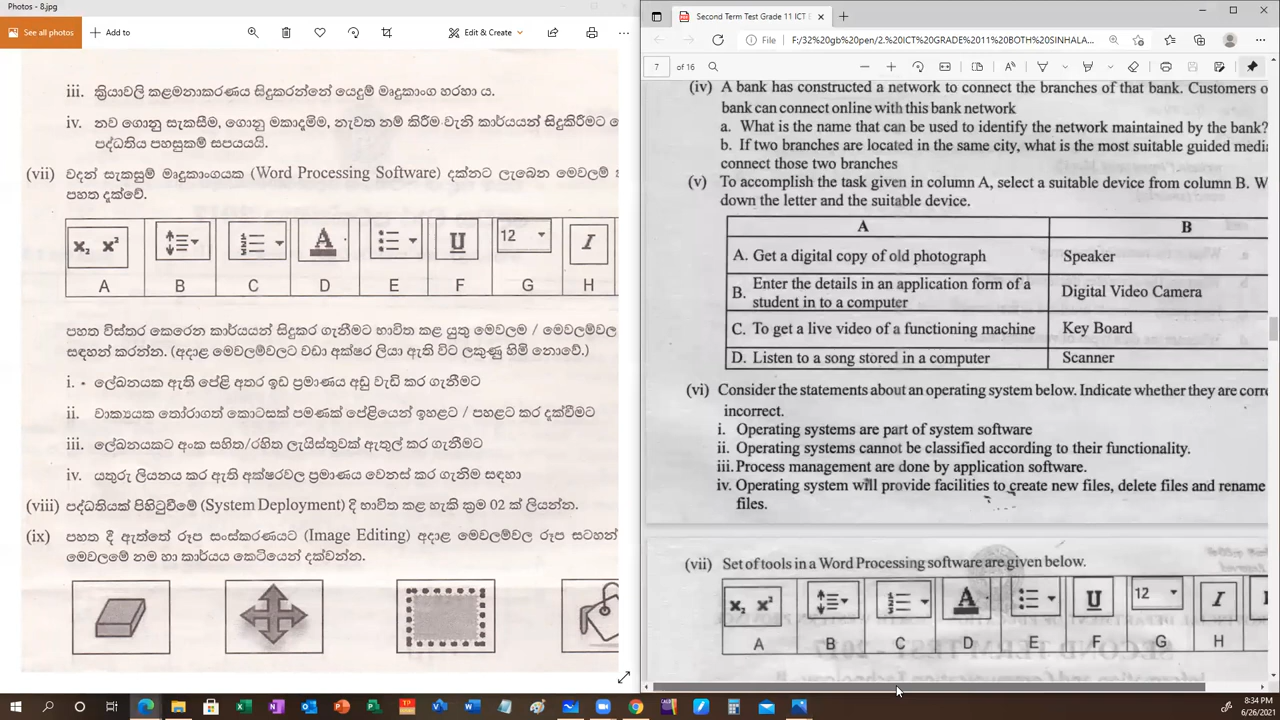 Photos - 8.jpg
See all photos
Add to
Edit & Create
iii. ක්‍රියාවලි කළමනාකරණය සිදුකරන්නේ යෙදුම් මෘදුකාංග හරහා ය.
iv. නව ගොනු සැකසීම, ගොනු මකාදැමීම, නැවත නම් කිරීම වැනි කාර්යයන් සිදුකිරීමට
පද්ධතිය පහසුකම් සපයයයි.
(vii) වදන් සැකසුම් මෘදුකාංගයක (Word Processing Software) දක්නට ලැබෙන මෙවලම්
පහත දැක්වේ.
x₂ x² 12
A U I
A B C D E F G H
පහත විස්තර කෙරෙන කාර්යයන් සිදුකර ගැනීමට භාවිත කළ යුතු මෙවලම / මෙවලම්වල
සඳහන් කරන්න. (අදාළ මෙවලම්වලට වඩා අක්ෂර ලියා ඇති විට ලකුණු හිමි නොවේ.)
i. ලේඛනයක ඇති පේළි අතර ඉඩ ප්‍රමාණය අඩු වැඩි කර ගැනීමට
ii. වාක්‍යයක තෝරාගත් කොටසක් පමණක් පේළියෙන් ඉහළට / පහළට කර දැක්වීමට
iii. ලේඛනයකට අංක සහිත/රහිත ලැයිස්තුවක් ඇතුල් කර ගැනීමට
iv. යතුරු ලියනය කර ඇති අක්ෂරවල ප්‍රමාණය වෙනස් කර ගැනිම සඳහා
(viii) පද්ධතියක් පිහිටුවීමේ (System Deployment) දි භාවිත කළ හැකි ක්‍රම 02 ක් ලියන්න.
(ix) පහත දී ඇත්තේ රූප සංස්කරණයට (Image Editing) අදාළ මෙවලම්වල රූප සටහන්
මෙවලමේ නම හා කාර්යය කෙටියෙන් දක්වන්න.
Second Term Test Grade 11 ICT
File F:/32%20gb%20pen/2.%20ICT%20GRADE%2011%20BOTH%20SINHALA...
7 of 16
(iv) A bank has constructed a network to connect the branches of that bank. Customers
bank can connect online with this bank network
a. What is the name that can be used to identify the network maintained by the bank?
b. If two branches are located in the same city, what is the most suitable guided
connect those two branches
(v) To accomplish the task given in column A, select a suitable device from column B.
down the letter and the suitable device.
A B
A. Get a digital copy of old photograph Speaker
B. Enter the details in an application form of a
student in to a computer Digital Video Camera
C. To get a live video of a functioning machine Key Board
D. Listen to a song stored in a computer Scanner
(vi) Consider the statements about an operating system below. Indicate whether they are
incorrect.
i. Operating systems are part of system software
ii. Operating systems cannot be classified according to their functionality.
iii. Process management are done by application software.
iv. Operating system will provide facilities to create new files, delete files and rename
files.
(vii) Set of tools in a Word Processing software are given below.
x₂ x² A U 12 I
A B C D E F G H
8:34 PM
6/26/2021